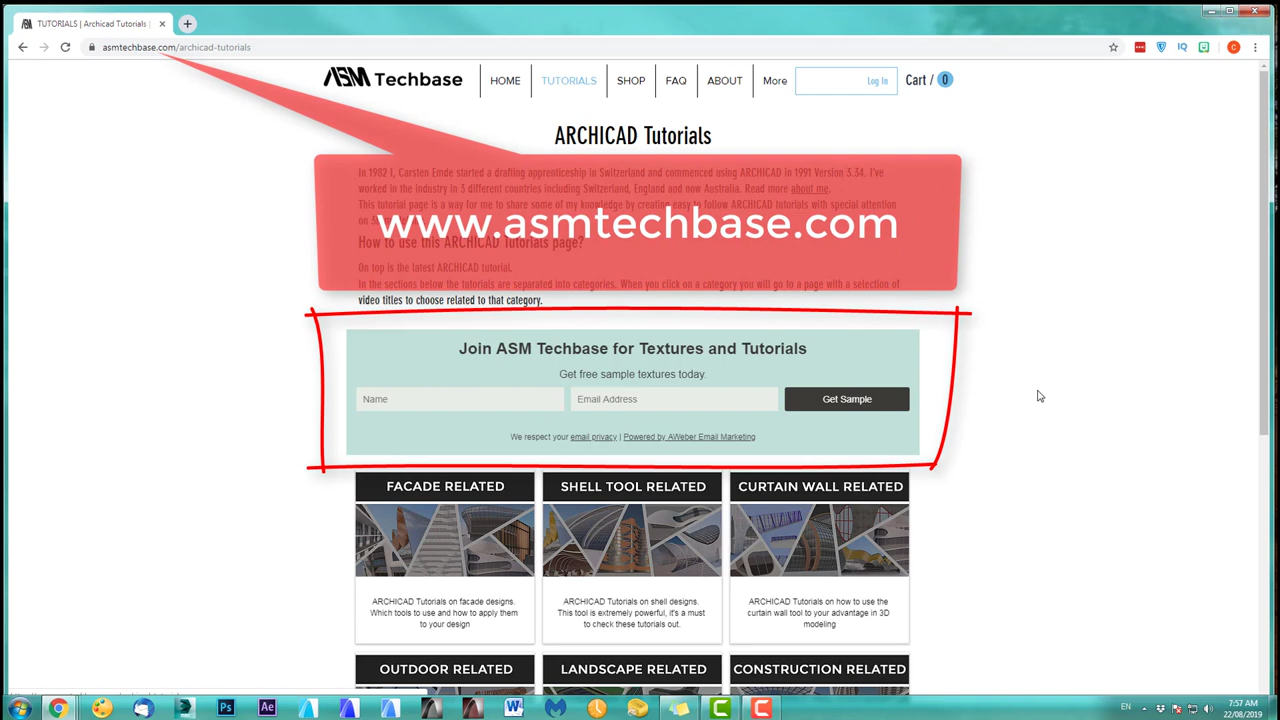 TUTORIALS | Archicad Tutorials |
asmtechbase.com/archicad-tutorials
ASM Techbase
HOME
TUTORIALS
SHOP
FAQ
ABOUT
More
Log In
Cart / 0
ARCHICAD Tutorials
In 1982 I, Carsten Emde started a drafting apprenticeship in Switzerland and commenced using ARCHICAD in 1991 Version 3.34. I've
worked in the industry in 3 different countries including Switzerland, England and now Australia. Read more about me.
This tutorial page is a way for me to share some of my knowledge by creating easy to follow ARCHICAD tutorials with special attention
www.asmtechbase.com
How to use this ARCHICAD Tutorials page?
On top is the latest ARCHICAD tutorial.
In the sections below the tutorials are separated into categories. When you click on a category you will go to a page with a selection of
video titles to choose related to that category.
Join ASM Techbase for Textures and Tutorials
Get free sample textures today.
Name
Email Address
Get Sample
We respect your email privacy | Powered by AWeber Email Marketing
FACADE RELATED
SHELL TOOL RELATED
CURTAIN WALL RELATED
ARCHICAD Tutorials on facade designs.
Which tools to use and how to apply them
to your design
ARCHICAD Tutorials on shell designs.
This tool is extremely powerful, it's a must
to check these tutorials out.
ARCHICAD Tutorials on how to use the
curtain wall tool to your advantage in 3D
modeling
OUTDOOR RELATED
LANDSCAPE RELATED
CONSTRUCTION RELATED
EN
7:57 AM
22/08/2019